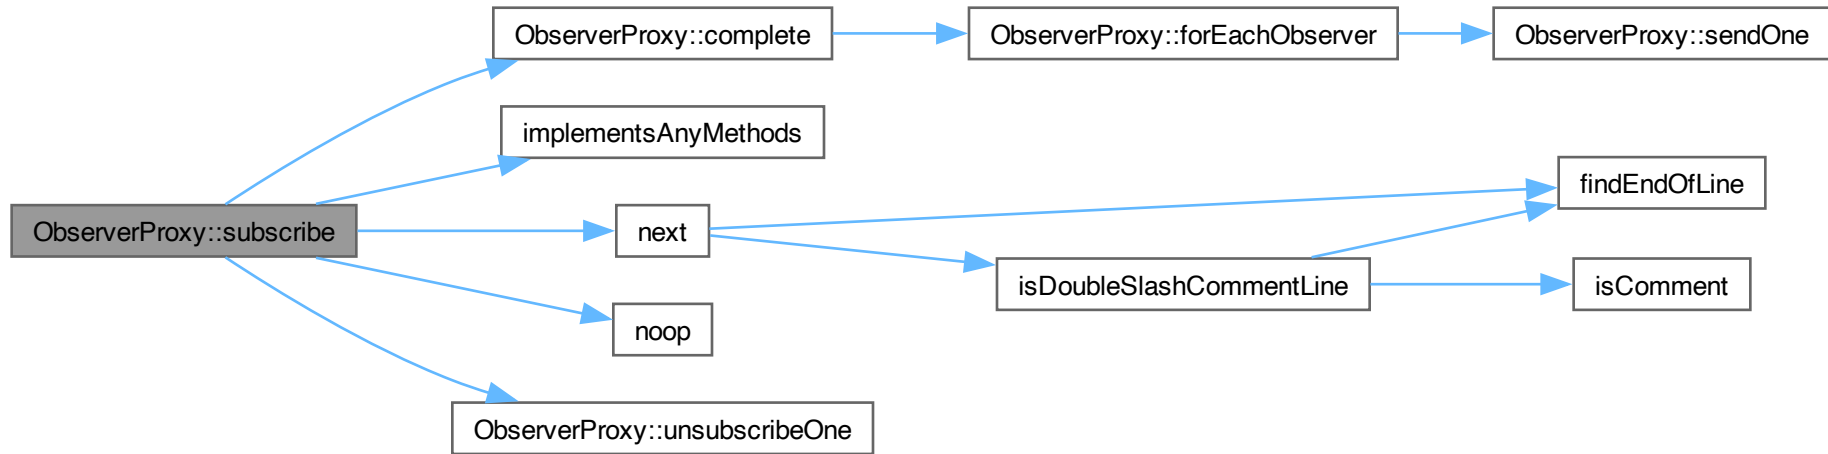 ObserverProxy::complete
ObserverProxy::forEachObserver
ObserverProxy::sendOne
implementsAnyMethods
findEndOfLine
ObserverProxy::subscribe
next
isDoubleSlashCommentLine
isComment
noop
ObserverProxy::unsubscribeOne